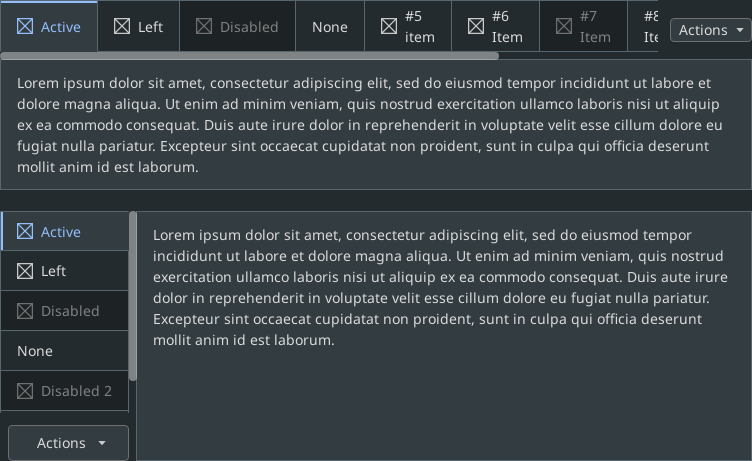 Active
Left
Disabled
None
#5
item
#6
Item
#7
Item
#8
Actions
Lorem ipsum dolor sit amet, consectetur adipiscing elit, sed do eiusmod tempor incididunt ut labore et
dolore magna aliqua. Ut enim ad minim veniam, quis nostrud exercitation ullamco laboris nisi ut aliquip
ex ea commodo consequat. Duis aute irure dolor in reprehenderit in voluptate velit esse cillum dolore eu
fugiat nulla pariatur. Excepteur sint occaecat cupidatat non proident, sunt in culpa qui officia deserunt
mollit anim id est laborum.
Active
Left
Disabled
None
Disabled 2
Actions
Lorem ipsum dolor sit amet, consectetur adipiscing elit, sed do eiusmod tempor
incididunt ut labore et dolore magna aliqua. Ut enim ad minim veniam, quis nostrud
exercitation ullamco laboris nisi ut aliquip ex ea commodo consequat. Duis aute irure
dolor in reprehenderit in voluptate velit esse cillum dolore eu fugiat nulla pariatur.
Excepteur sint occaecat cupidatat non proident, sunt in culpa qui officia deserunt
mollit anim id est laborum.